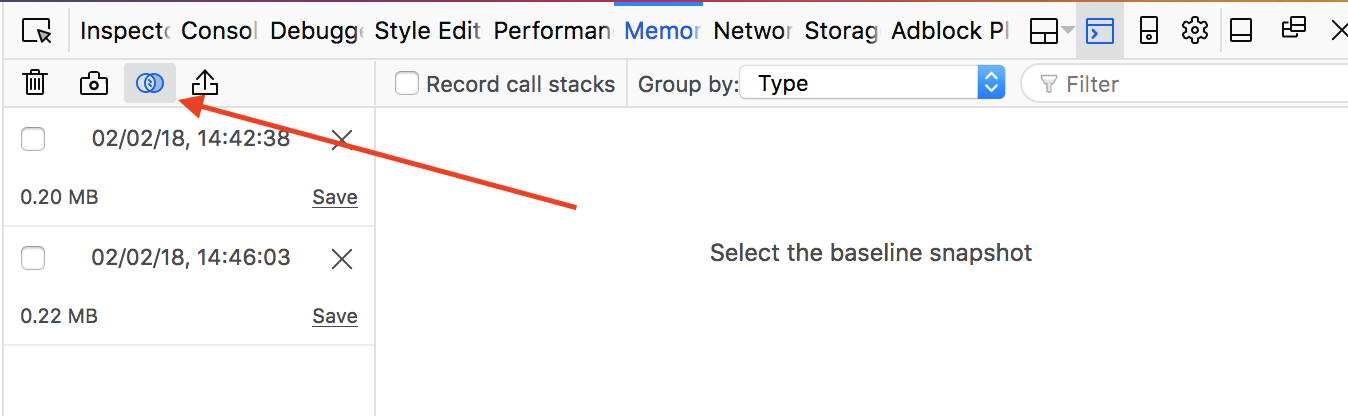 Inspecto Consol Debugge Style Edit Performan Memor Networ Storag Adblock Pl
Record call stacks Group by: Type Filter
02/02/18, 14:42:38
0.20 MB Save
Select the baseline snapshot
02/02/18, 14:46:03
0.22 MB Save